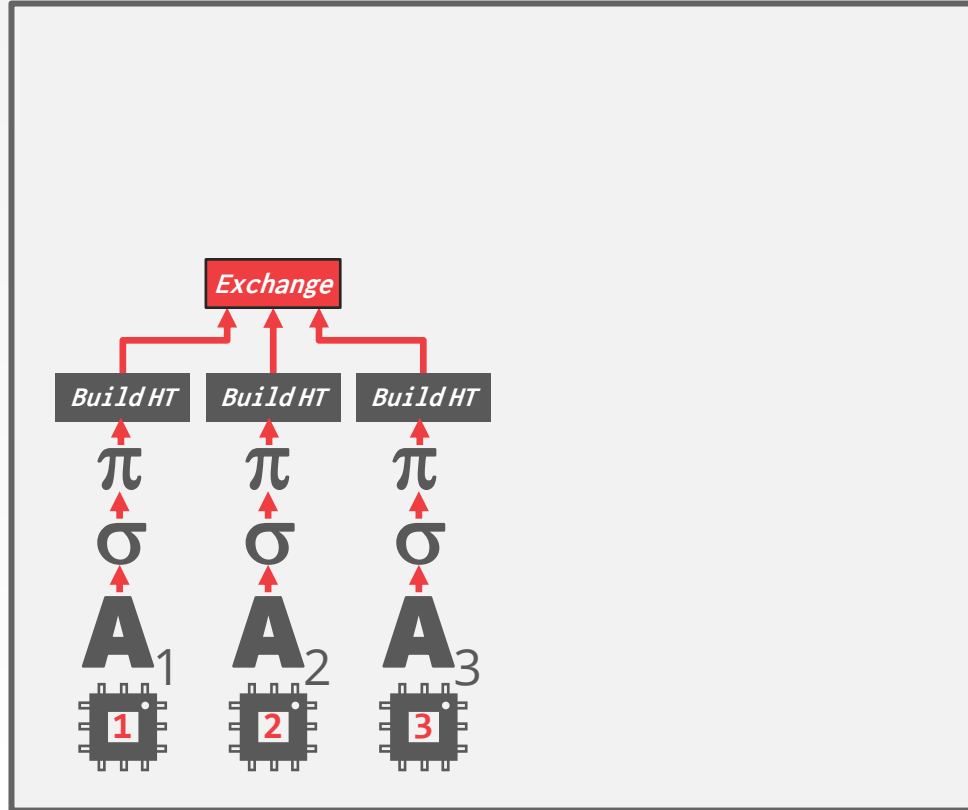 Exchange
Build HT Build HT Build HT
π π π
σ σ σ
A1 A2 A3
1 2 3